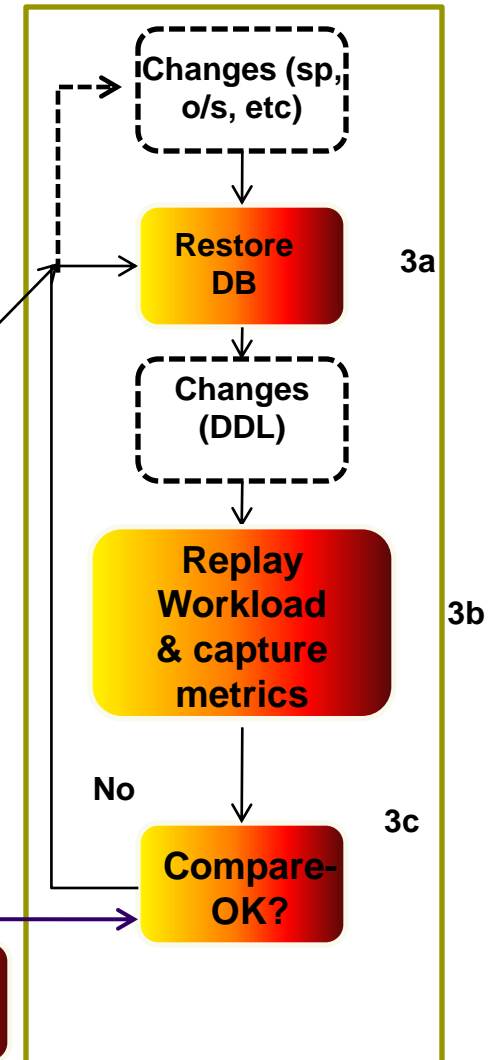 Changes (sp,
o/s, etc)
Restore
DB
3a
Changes
(DDL)
Replay
Workload
& capture
metrics
3b
No
3c
Compare-
OK?